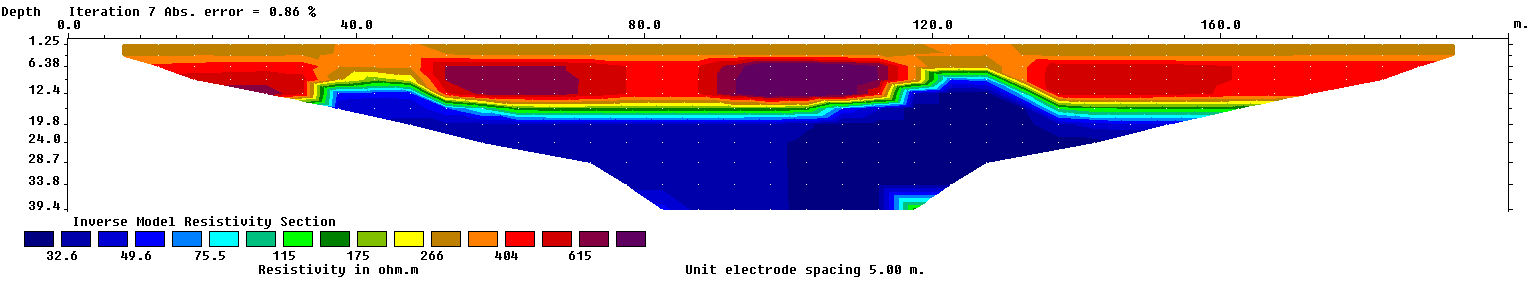 Depth Iteration 7 Abs. error = 0.86 %
0.0 40.0 80.0 120.0 160.0 m.
1.25
6.38
12.4
19.8
24.0
28.7
33.8
39.4
Inverse Model Resistivity Section
32.6 49.6 75.5 115 175 266 404 615
Resistivity in ohm.m Unit electrode spacing 5.00 m.